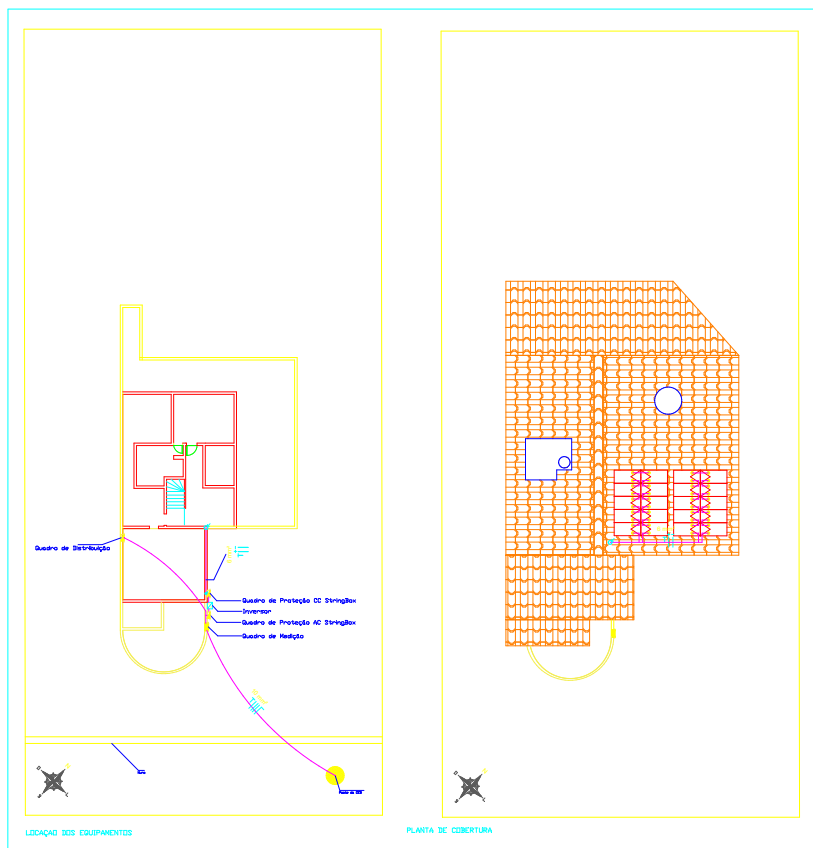 Quadro de Distribuição
Quadro de Proteção CC StringBox
Inversor
Quadro de Proteção AC StringBox
Quadro de Medição
LOCAÇÃO DOS EQUIPAMENTOS
PLANTA DE COBERTURA